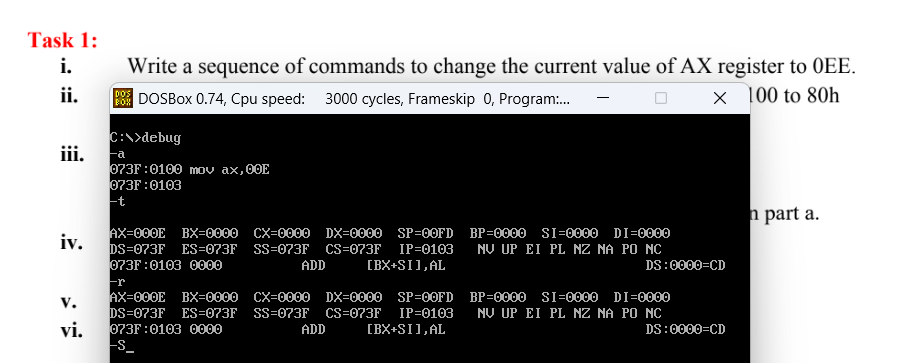 Task 1:
i. Write a sequence of commands to change the current value of AX register to 0EE.
ii. 100 to 80h
DOSBox 0.74, Cpu speed: 3000 cycles, Frameskip 0, Program:...
C:\>debug
-a
073F:0100 mov ax,00E
073F:0103
-t
iii.
n part a.
AX=000E BX=0000 CX=0000 DX=0000 SP=00FD BP=0000 SI=0000 DI=0000
DS=073F ES=073F SS=073F CS=073F IP=0103 NV UP EI PL NZ NA PO NC
073F:0103 0000 ADD [BX+SI],AL DS:0000=CD
iv.
-r
AX=000E BX=0000 CX=0000 DX=0000 SP=00FD BP=0000 SI=0000 DI=0000
DS=073F ES=073F SS=073F CS=073F IP=0103 NV UP EI PL NZ NA PO NC
073F:0103 0000 ADD [BX+SI],AL DS:0000=CD
-S_
v.
vi.